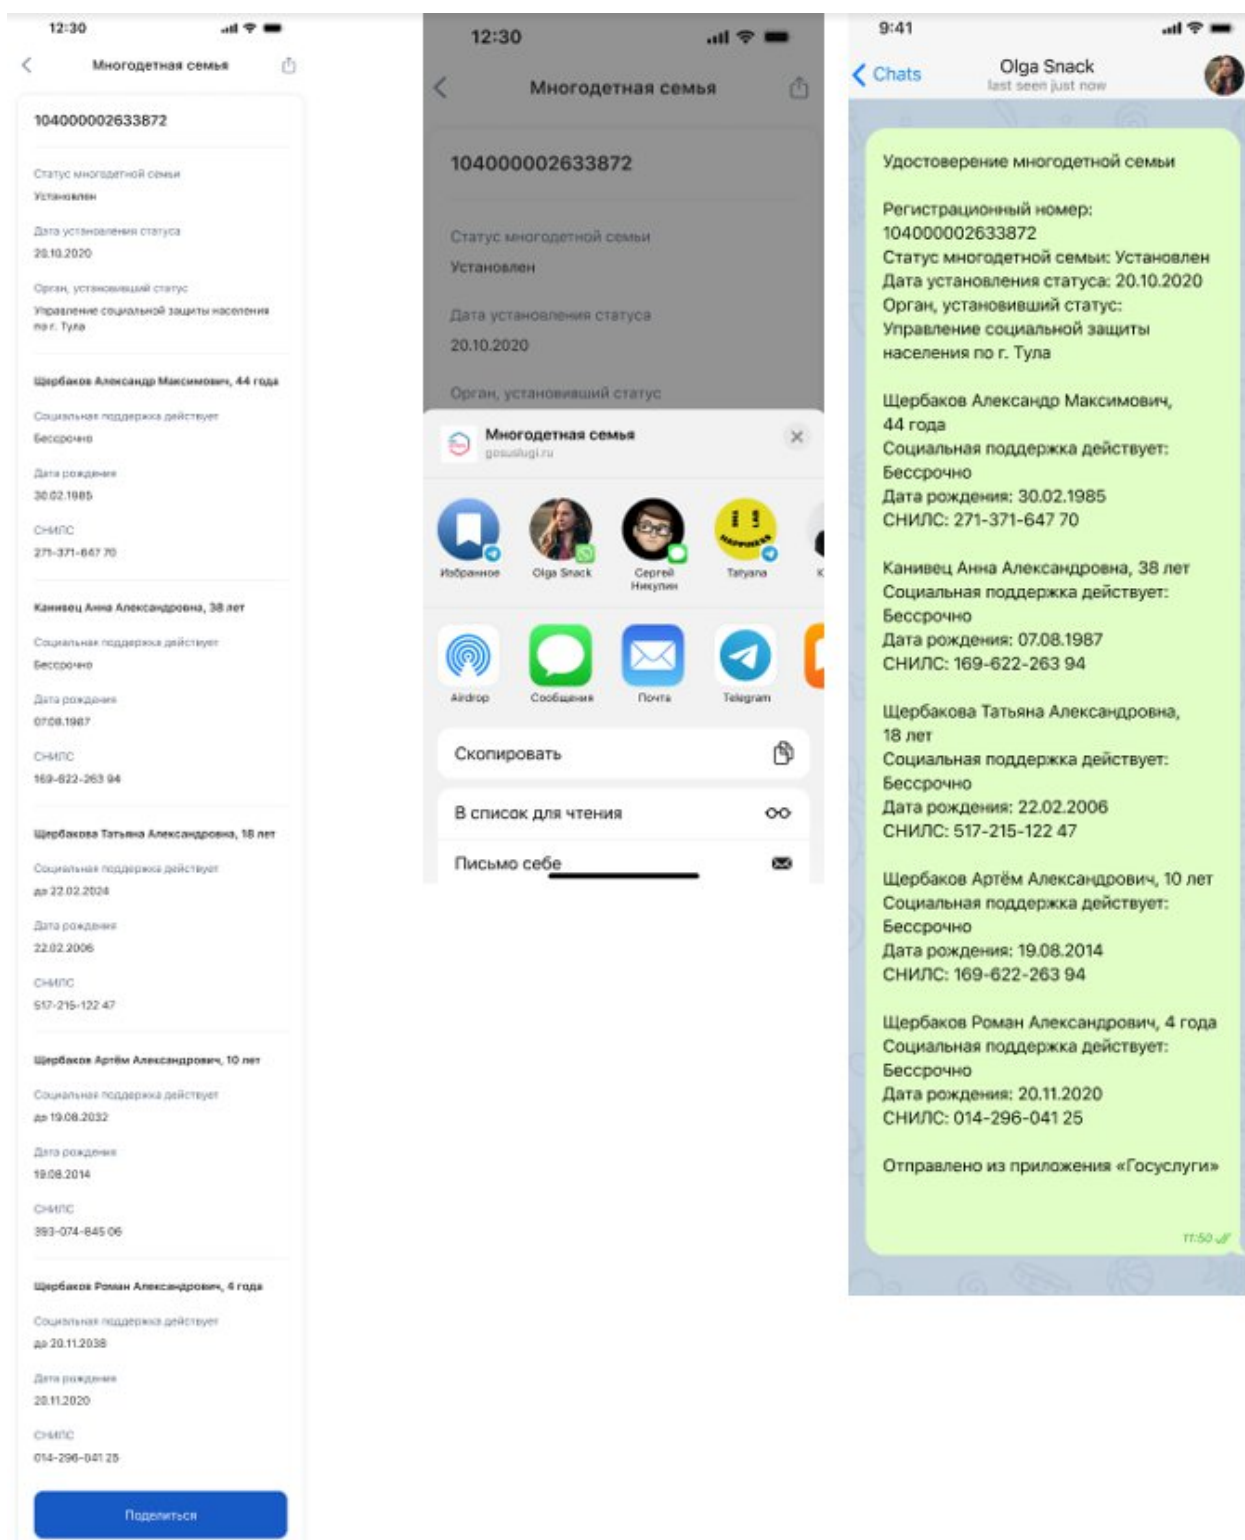 12:30
Многодетная семья
104000002633872
Статус многодетной семьи
Установлен
Дата установления статуса
20.10.2020
Орган, установивший статус
Управление социальной защиты населения
по г. Тула
Щербаков Александр Максимович, 44 года
Социальная поддержка действует
Бессрочно
Дата рождения
30.02.1985
СНИЛС
271-371-647 70
Канивец Анна Александровна, 38 лет
Социальная поддержка действует
Бессрочно
Дата рождения
07.08.1987
СНИЛС
169-622-263 94
Щербакова Татьяна Александровна, 18 лет
Социальная поддержка действует
до 22.02.2024
Дата рождения
22.02.2006
СНИЛС
517-215-122 47
Щербаков Артём Александрович, 10 лет
Социальная поддержка действует
до 19.08.2032
Дата рождения
19.08.2014
СНИЛС
393-074-845 06
Щербаков Роман Александрович, 4 года
Социальная поддержка действует
до 20.11.2038
Дата рождения
20.11.2020
СНИЛС
014-296-041 25
Поделиться
12:30
Многодетная семья
104000002633872
Статус многодетной семьи
Установлен
Дата установления статуса
20.10.2020
Орган, установивший статус
Многодетная семья
gosuslugi.ru
Избранное
Olga Snack
Сергей
Никулин
HAPPINESS
LAB
Tatyana
К
Airdrop
Сообщения
Почта
Telegram
Скопировать
В список для чтения
Письмо себе
9:41
Chats
Olga Snack
last seen just now
Удостоверение многодетной семьи
Регистрационный номер:
104000002633872
Статус многодетной семьи: Установлен
Дата установления статуса: 20.10.2020
Орган, установивший статус:
Управление социальной защиты
населения по г. Тула
Щербаков Александр Максимович,
44 года
Социальная поддержка действует:
Бессрочно
Дата рождения: 30.02.1985
СНИЛС: 271-371-647 70
Канивец Анна Александровна, 38 лет
Социальная поддержка действует:
Бессрочно
Дата рождения: 07.08.1987
СНИЛС: 169-622-263 94
Щербакова Татьяна Александровна,
18 лет
Социальная поддержка действует:
Бессрочно
Дата рождения: 22.02.2006
СНИЛС: 517-215-122 47
Щербаков Артём Александрович, 10 лет
Социальная поддержка действует:
Бессрочно
Дата рождения: 19.08.2014
СНИЛС: 169-622-263 94
Щербаков Роман Александрович, 4 года
Социальная поддержка действует:
Бессрочно
Дата рождения: 20.11.2020
СНИЛС: 014-296-041 25
Отправлено из приложения «Госуслуги»
11:50